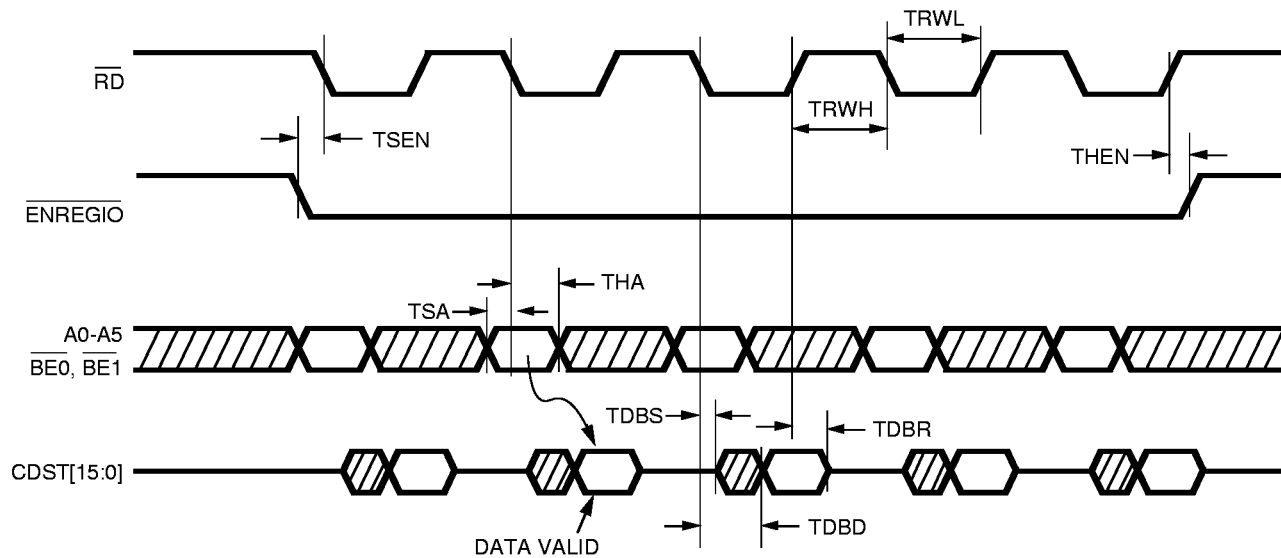 TRWL
RD
TRWH
TSEN
THEN
ENREGIO
THA
TSA
A0-A5
BE0, BE1
TDBS
TDBR
CDST[15:0]
TDBD
DATA VALID